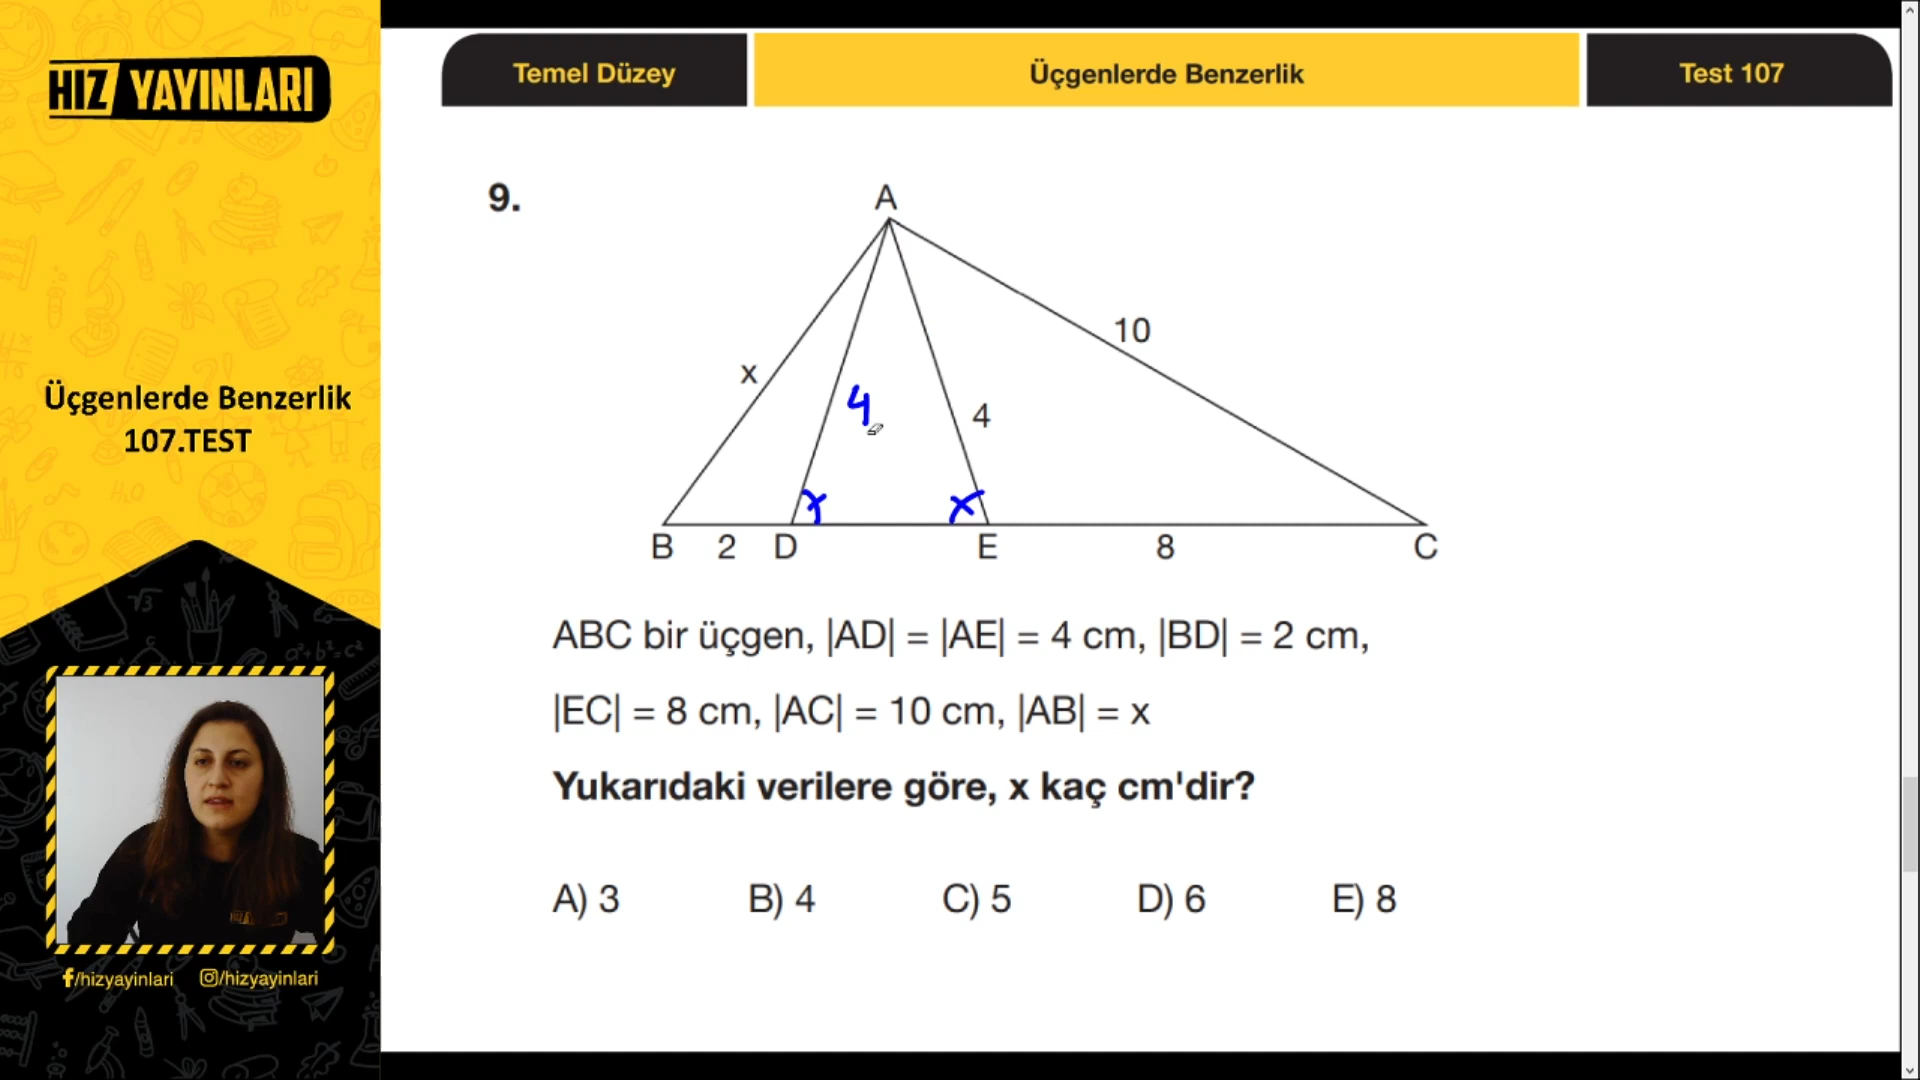 HIZ YAYINLARI
Temel Düzey
Üçgenlerde Benzerlik
Test 107
9.
A
10
x
4
4
B 2 D E 8 C
Üçgenlerde Benzerlik
107.TEST
ABC bir üçgen, |AD| = |AE| = 4 cm, |BD| = 2 cm,
|EC| = 8 cm, |AC| = 10 cm, |AB| = x
Yukarıdaki verilere göre, x kaç cm'dir?
A) 3 B) 4 C) 5 D) 6 E) 8
f/hizyayinlari /hizyayinlari